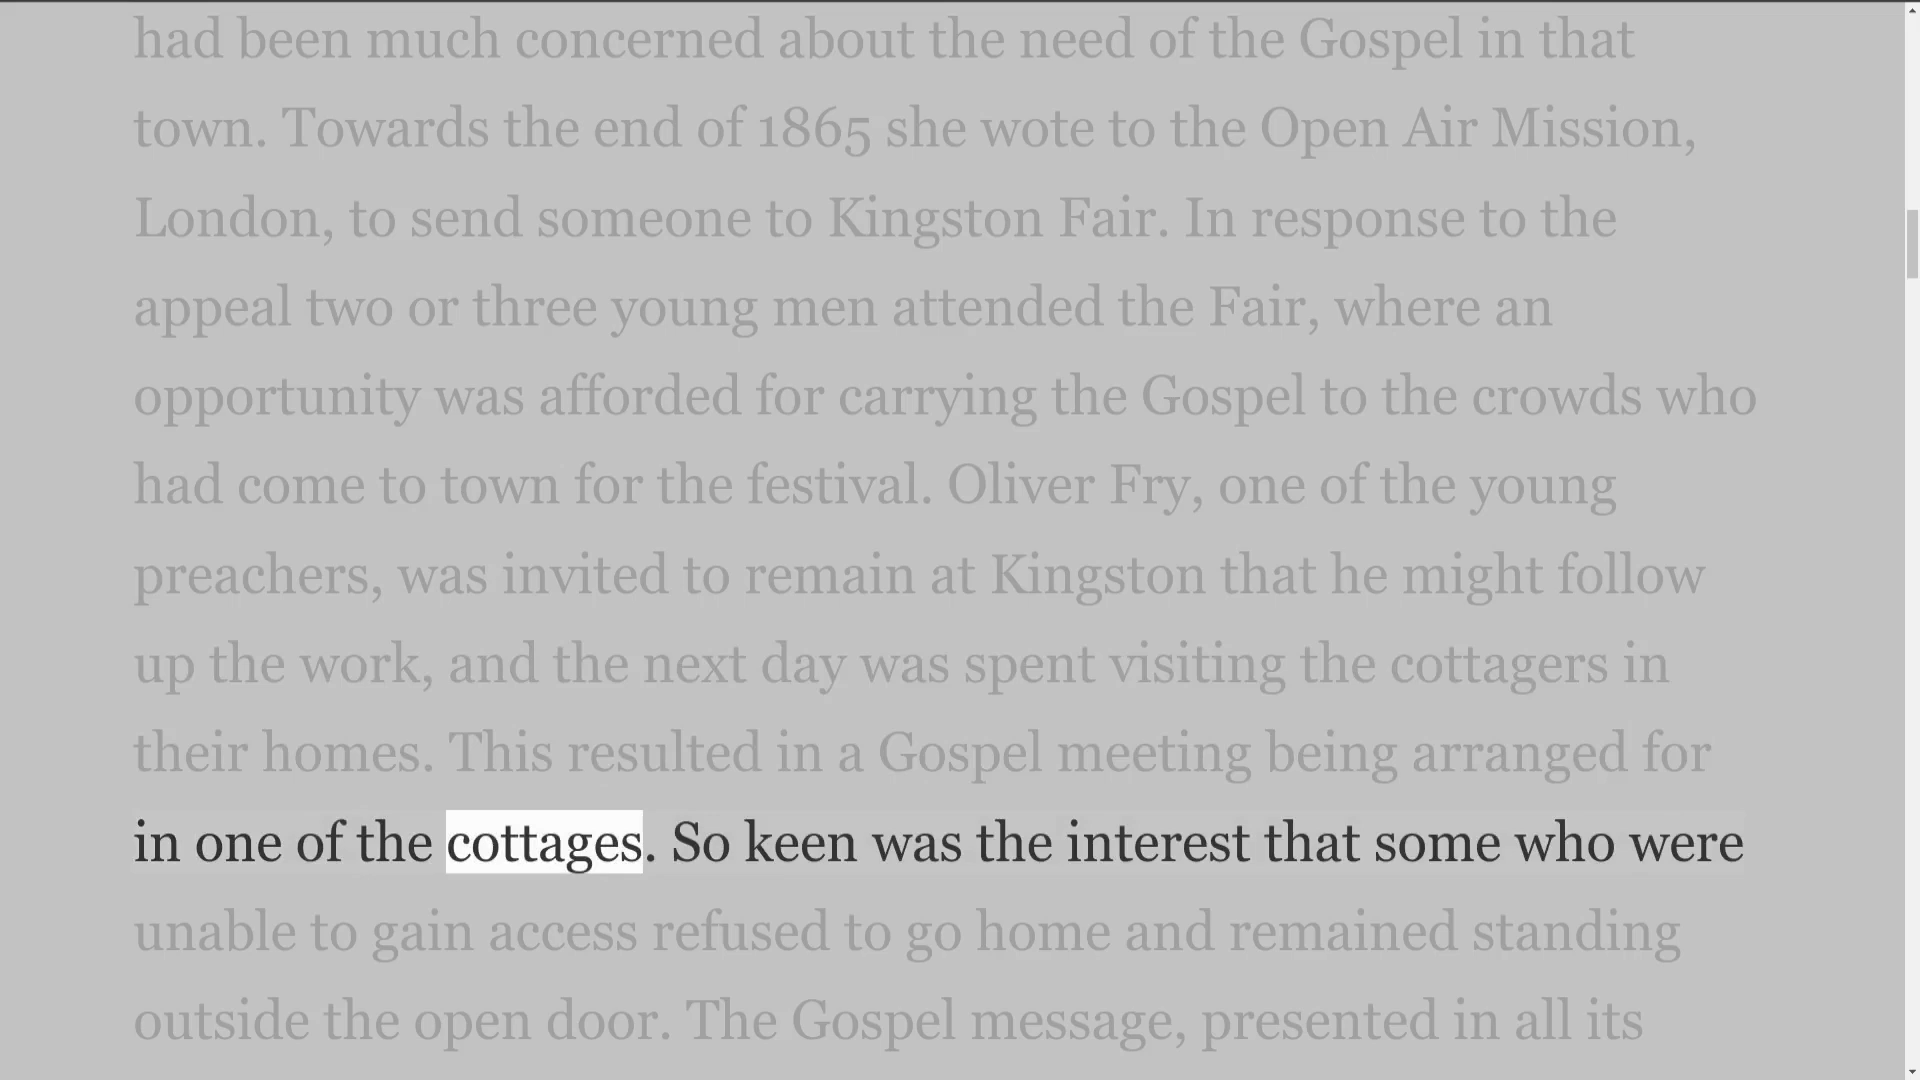 had been much concerned about the need of the Gospel in that
town. Towards the end of 1865 she wote to the Open Air Mission,
London, to send someone to Kingston Fair. In response to the
appeal two or three young men attended the Fair, where an
opportunity was afforded for carrying the Gospel to the crowds who
had come to town for the festival. Oliver Fry, one of the young
preachers, was invited to remain at Kingston that he might follow
up the work, and the next day was spent visiting the cottagers in
their homes. This resulted in a Gospel meeting being arranged for
in one of the cottages. So keen was the interest that some who were
unable to gain access refused to go home and remained standing
outside the open door. The Gospel message, presented in all its